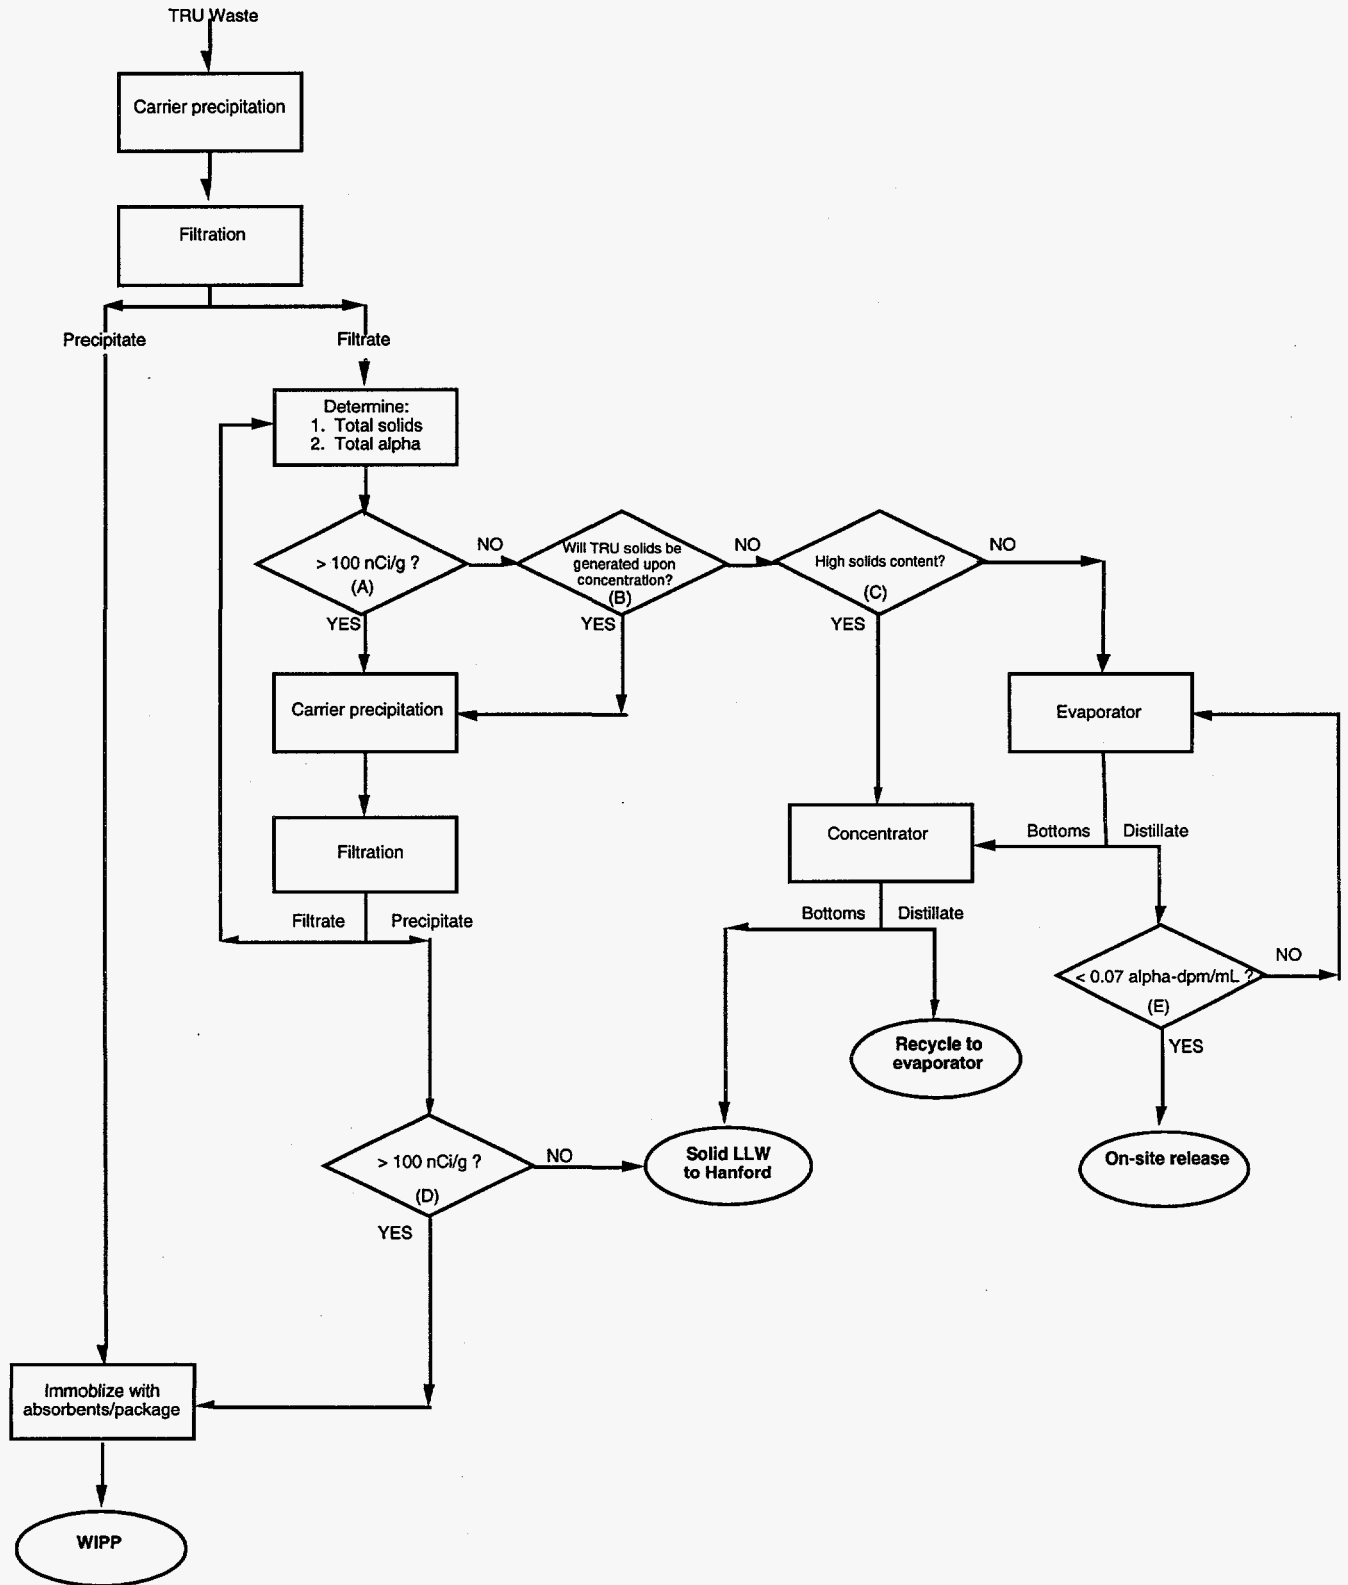 TRU Waste
Carrier precipitation
Filtration
Precipitate
Filtrate
Determine:
1. Total solids
2. Total alpha
> 100 nCi/g ?
(A)
NO
YES
Will TRU solids be
generated upon
concentration?
(B)
NO
YES
High solids content?
(C)
NO
YES
Carrier precipitation
Evaporator
Filtration
Concentrator
Bottoms
Distillate
Filtrate
Precipitate
Bottoms
Distillate
< 0.07 alpha-dpm/mL ?
(E)
NO
YES
Recycle to
evaporator
> 100 nCi/g ?
(D)
NO
YES
Solid LLW
to Hanford
On-site release
Immoblize with
absorbents/package
WIPP